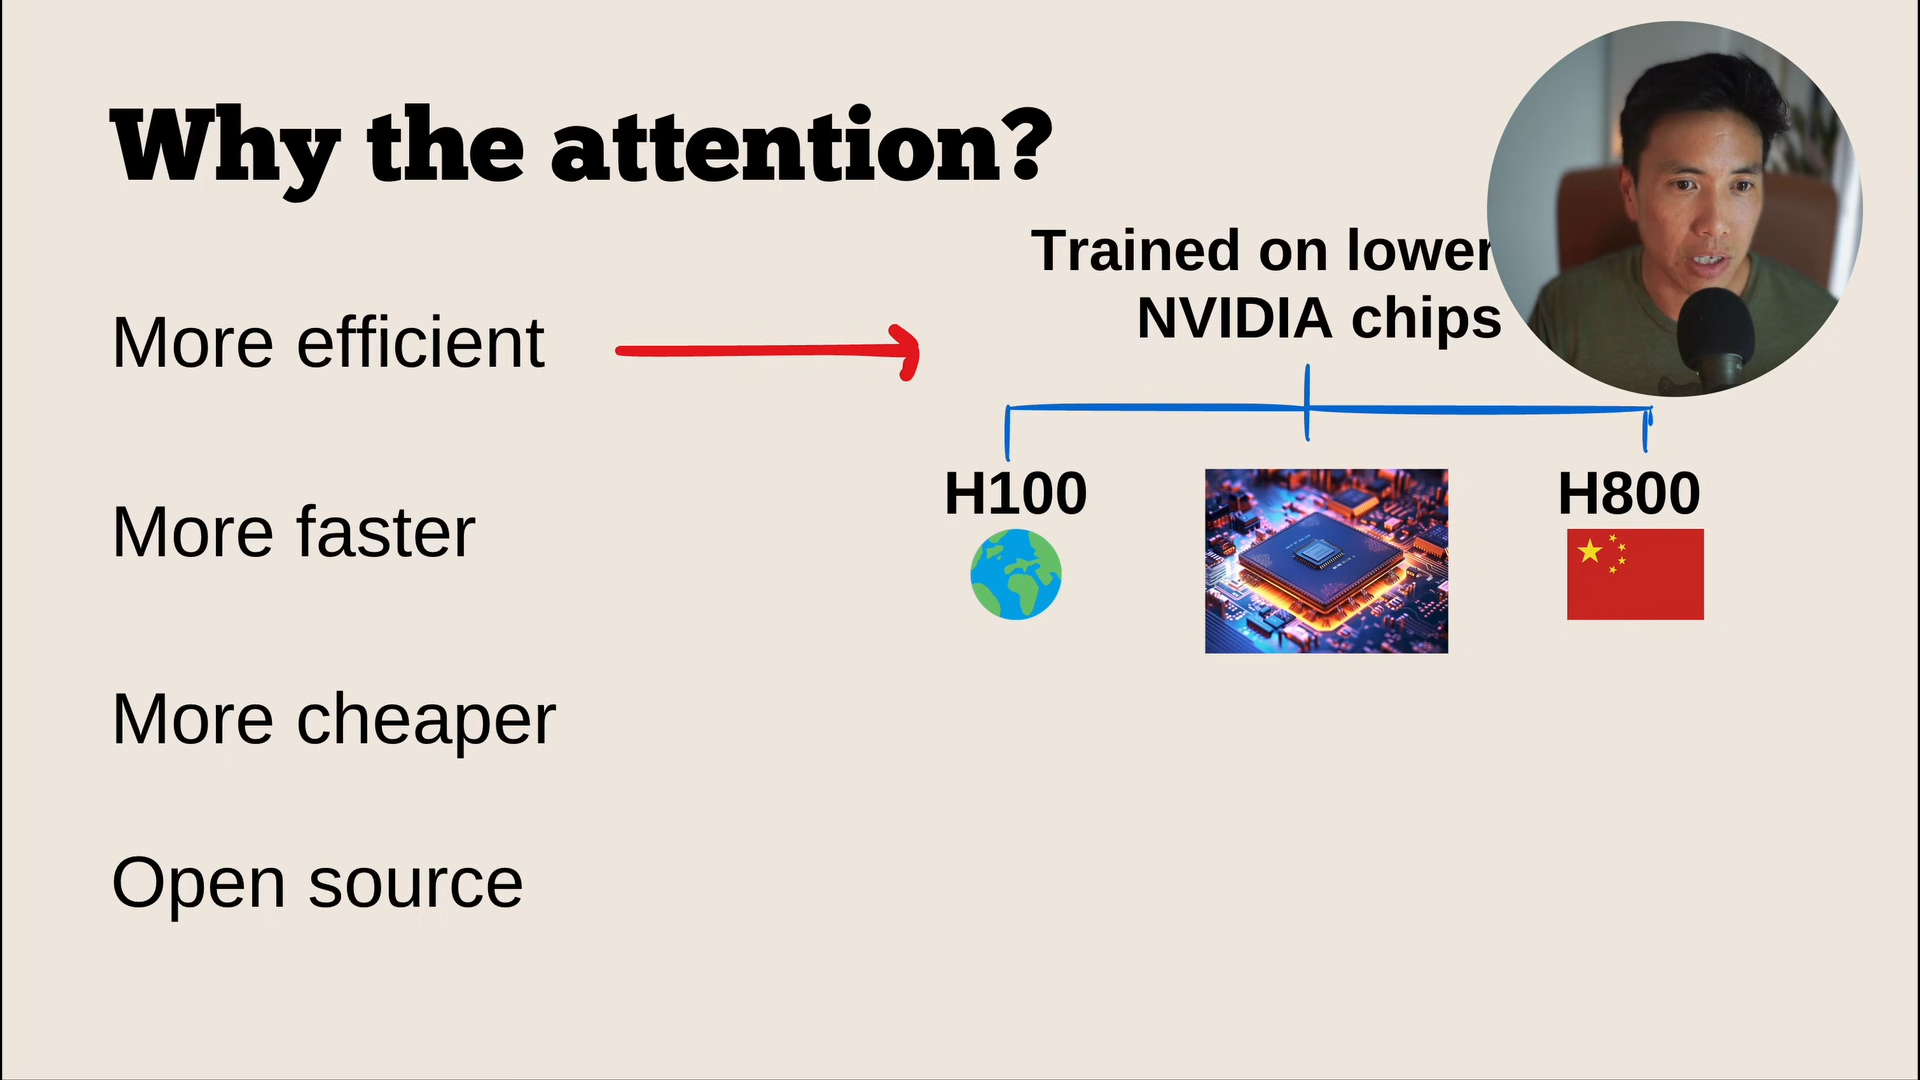 Why the attention?
Trained on lower
NVIDIA chips
More efficient
H100
H800
More faster
More cheaper
Open source